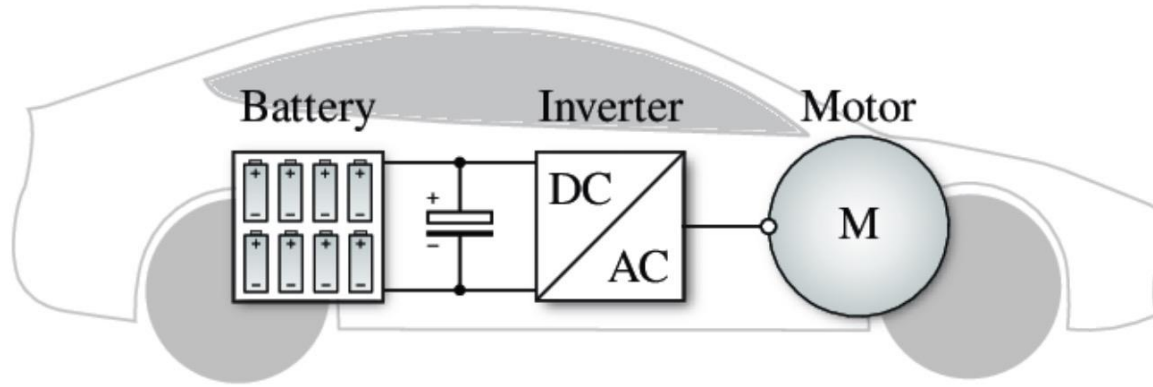 Battery
Inverter
Motor
+ + + +
− − − −
+ + + +
− − − −
+
−
DC
AC
M